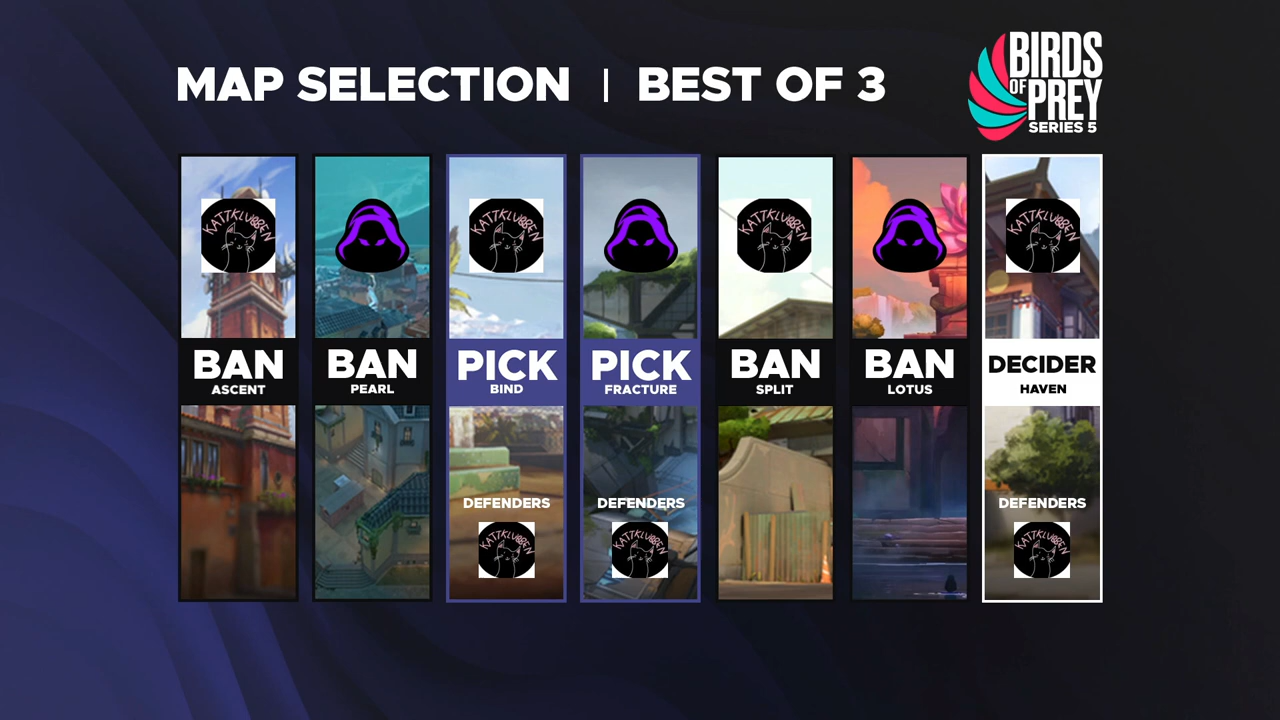 MAP SELECTION | BEST OF 3
BIRDS
OF PREY
SERIES 5
KATTKLUBBEN
BAN
ASCENT
BAN
PEARL
KATTKLUBBEN
PICK
BIND
DEFENDERS
KATTKLUBBEN
PICK
FRACTURE
DEFENDERS
KATTKLUBBEN
KATTKLUBBEN
BAN
SPLIT
BAN
LOTUS
KATTKLUBBEN
DECIDER
HAVEN
DEFENDERS
KATTKLUBBEN